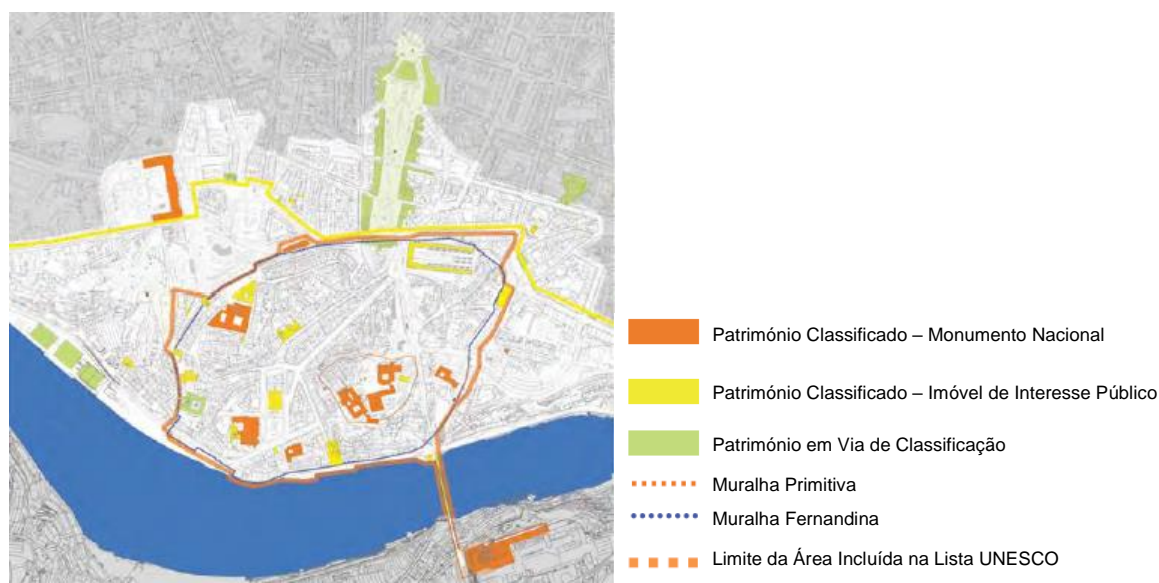 Património Classificado – Monumento Nacional
Património Classificado – Imóvel de Interesse Público
Património em Via de Classificação
Muralha Primitiva
Muralha Fernandina
Limite da Área Incluída na Lista UNESCO